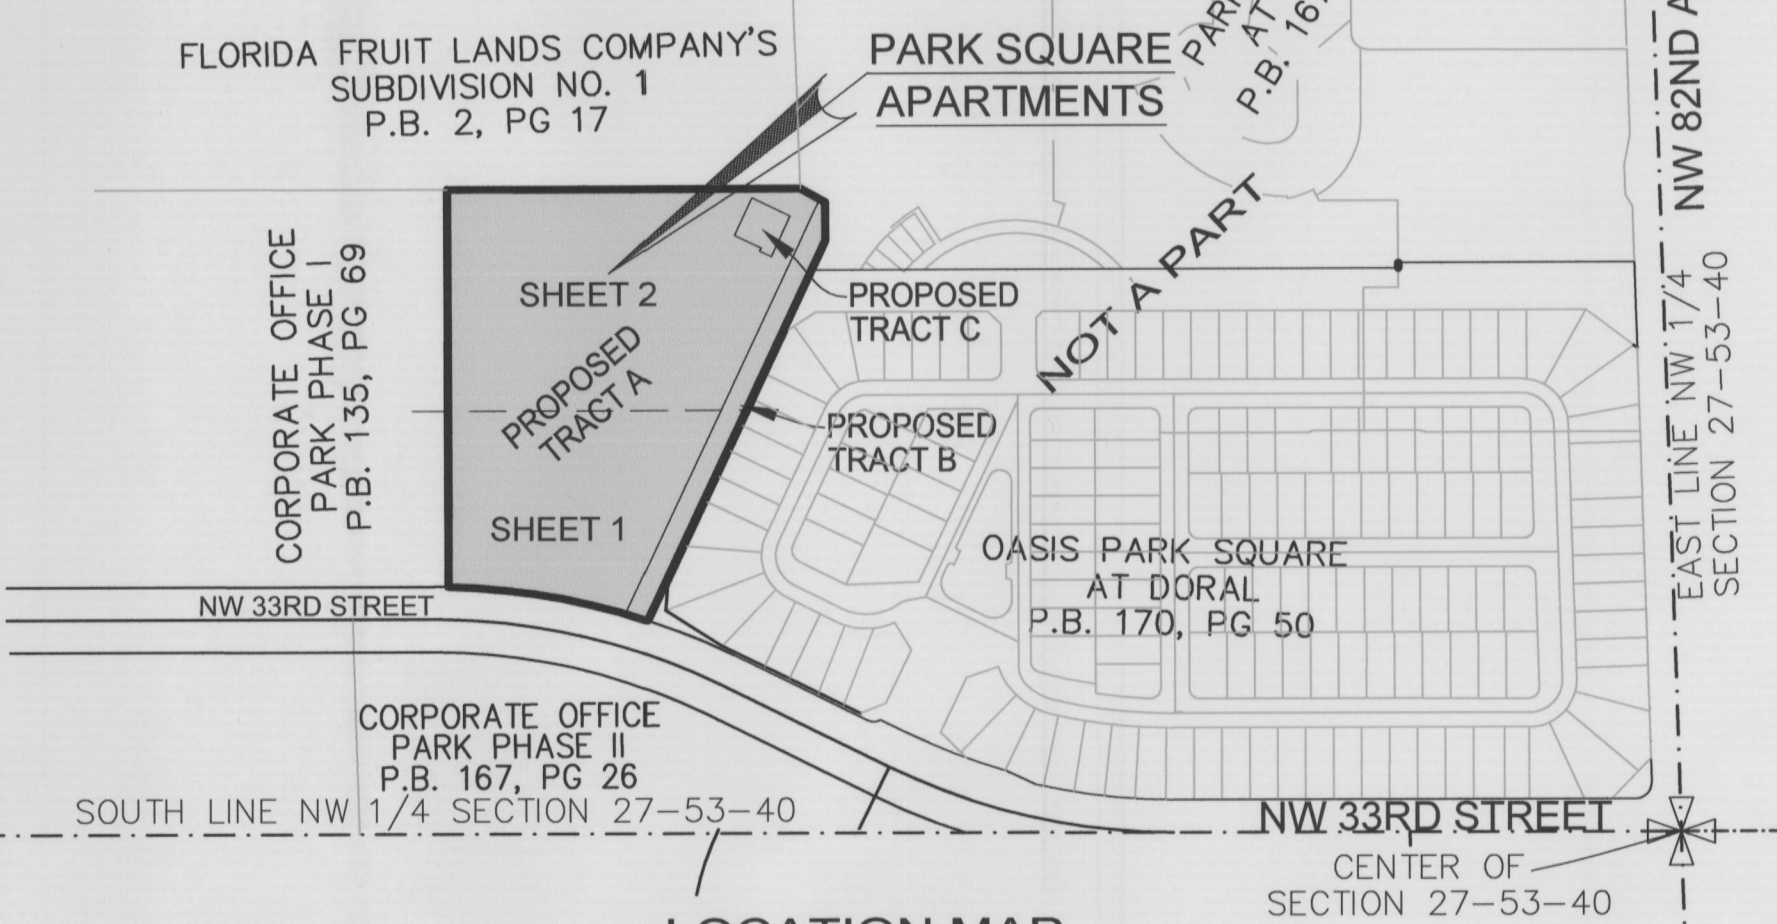 FLORIDA FRUIT LANDS COMPANY'S
SUBDIVISION NO. 1
P.B. 2, PG 17
PARK SQUARE
APARTMENTS
AT
P.B. 167
NW 82ND
CORPORATE OFFICE
PARK PHASE I
P.B. 135, PG 69
SHEET 2
PROPOSED
TRACT A
SHEET 1
PROPOSED
TRACT C
PROPOSED
TRACT B
NOT A PART
OASIS PARK SQUARE
AT DORAL
P.B. 170, PG 50
EAST LINE NW 1/4
SECTION 27-53-40
NW 33RD STREET
CORPORATE OFFICE
PARK PHASE II
P.B. 167, PG 26
SOUTH LINE NW 1/4 SECTION 27-53-40
NW 33RD STREET
CENTER OF
SECTION 27-53-40
LOCATION MAP